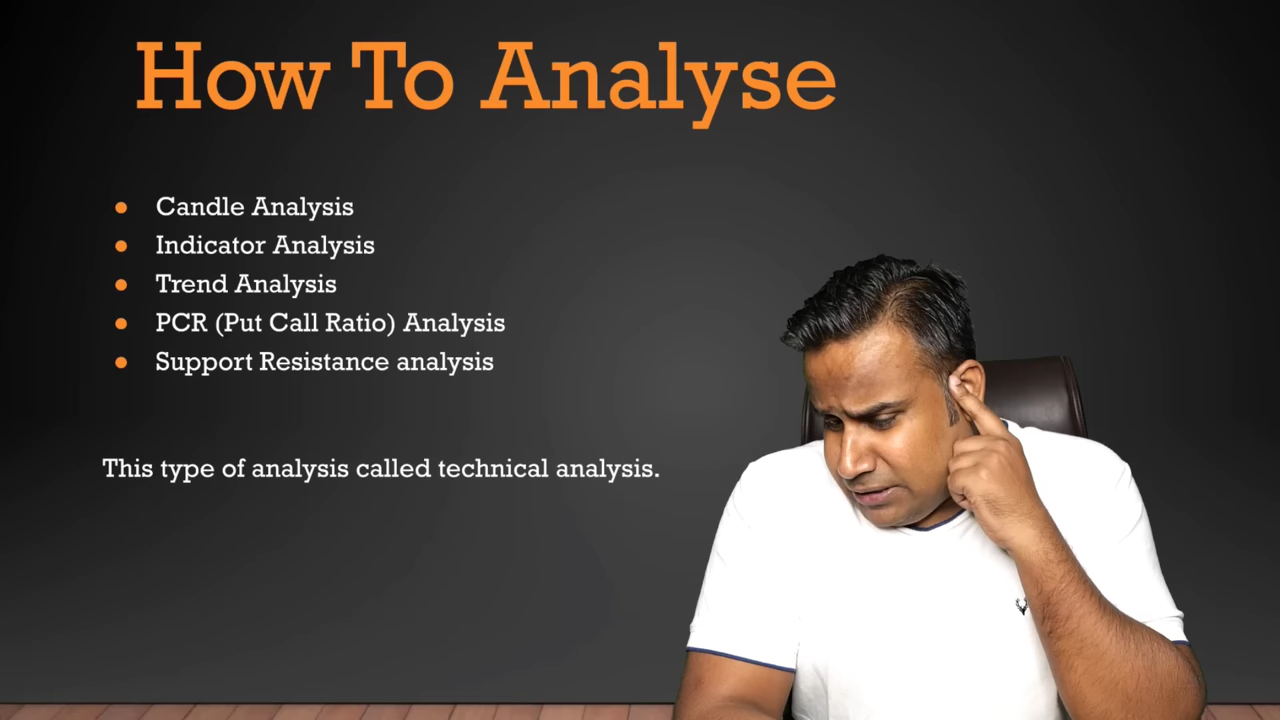 How To Analyse
Candle Analysis
Indicator Analysis
Trend Analysis
PCR (Put Call Ratio) Analysis
Support Resistance analysis
This type of analysis called technical analysis.